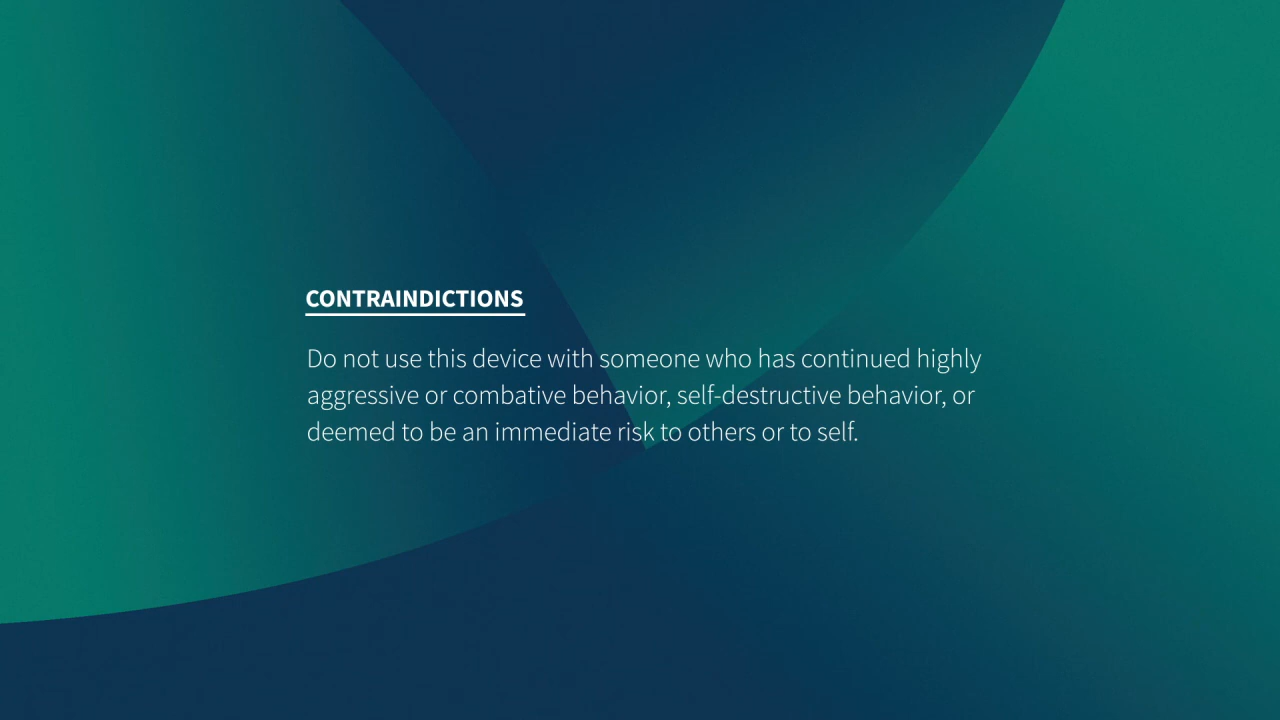 CONTRAINDICTIONS
Do not use this device with someone who has continued highly
aggressive or combative behavior, self-destructive behavior, or
deemed to be an immediate risk to others or to self.